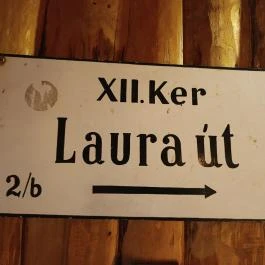 XII.Ker
Laura út
2/b